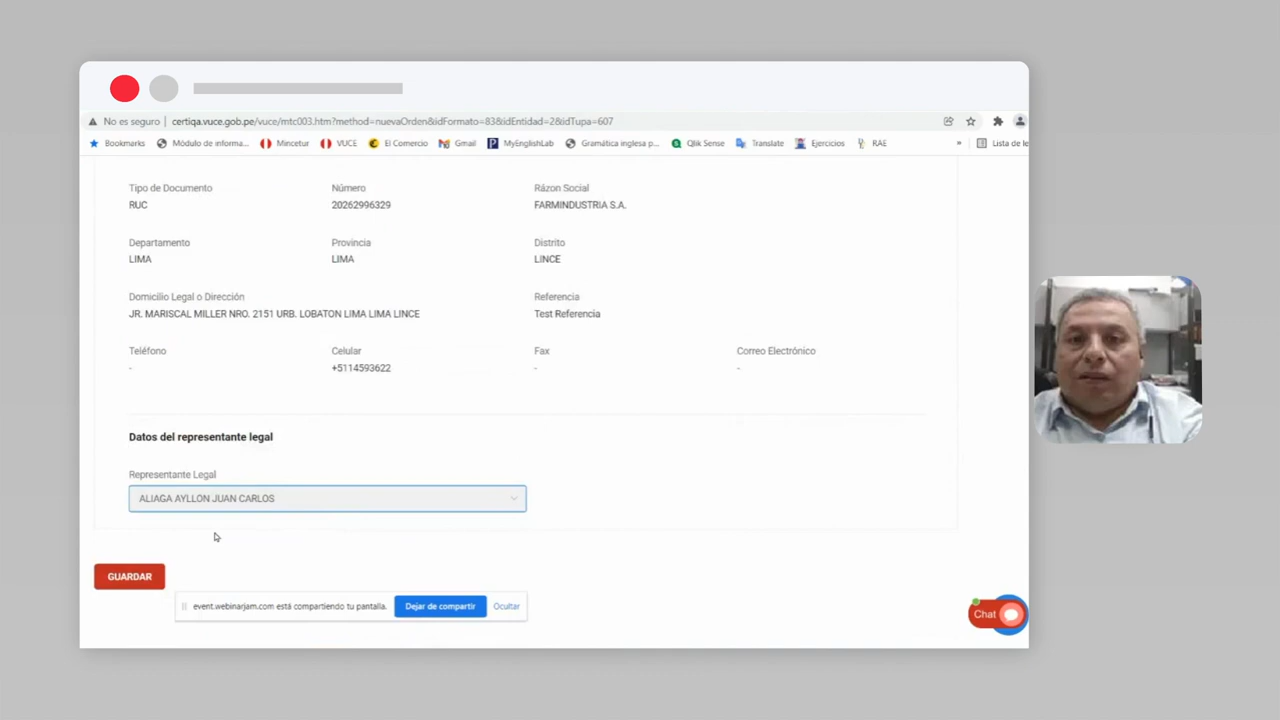 No es seguro | certiqa.vuce.gob.pe/vuce/mtc003.htm?method=nuevaOrden&idFormato=83&idEntidad=2&idTupa=607
Bookmarks Módulo de informa... Mincetur VUCE El Comercio Gmail MyEnglishLab Gramática inglesa p... Qlik Sense Translate Ejercicios RAE » Lista de le
Tipo de Documento Número Rázon Social
RUC 20262996329 FARMINDUSTRIA S.A.
Departamento Provincia Distrito
LIMA LIMA LINCE
Domicilio Legal o Dirección Referencia
JR. MARISCAL MILLER NRO. 2151 URB. LOBATON LIMA LIMA LINCE Test Referencia
Teléfono Celular Fax Correo Electrónico
- +5114593622 - -
Datos del representante legal
Representante Legal
ALIAGA AYLLON JUAN CARLOS
GUARDAR
event.webinarjam.com está compartiendo tu pantalla. Dejar de compartir Ocultar
Chat